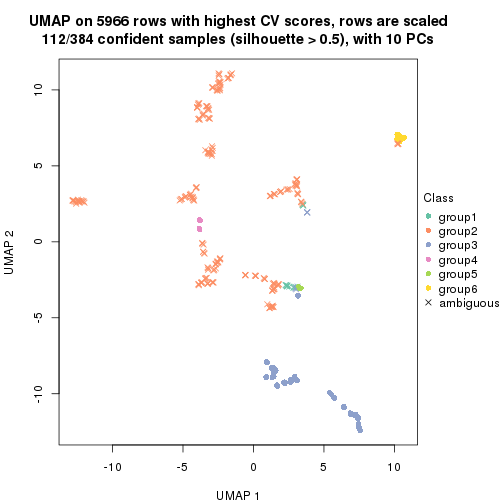 UMAP on 5966 rows with highest CV scores, rows are scaled
112/384 confident samples (silhouette > 0.5), with 10 PCs
10
5
0
-5
-10
UMAP 2
-10
-5
0
5
10
UMAP 1
Class
group1
group2
group3
group4
group5
group6
ambiguous